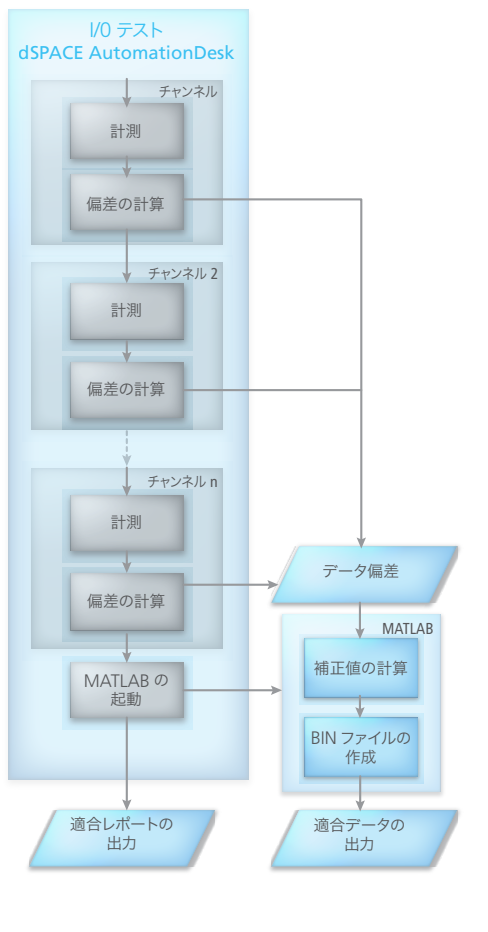 I/O テスト
dSPACE AutomationDesk
チャンネル
計測
偏差の計算
チャンネル 2
計測
偏差の計算
チャンネル n
計測
偏差の計算
MATLAB の
起動
データ偏差
MATLAB
補正値の計算
BIN ファイルの
作成
適合レポートの
出力
適合データの
出力